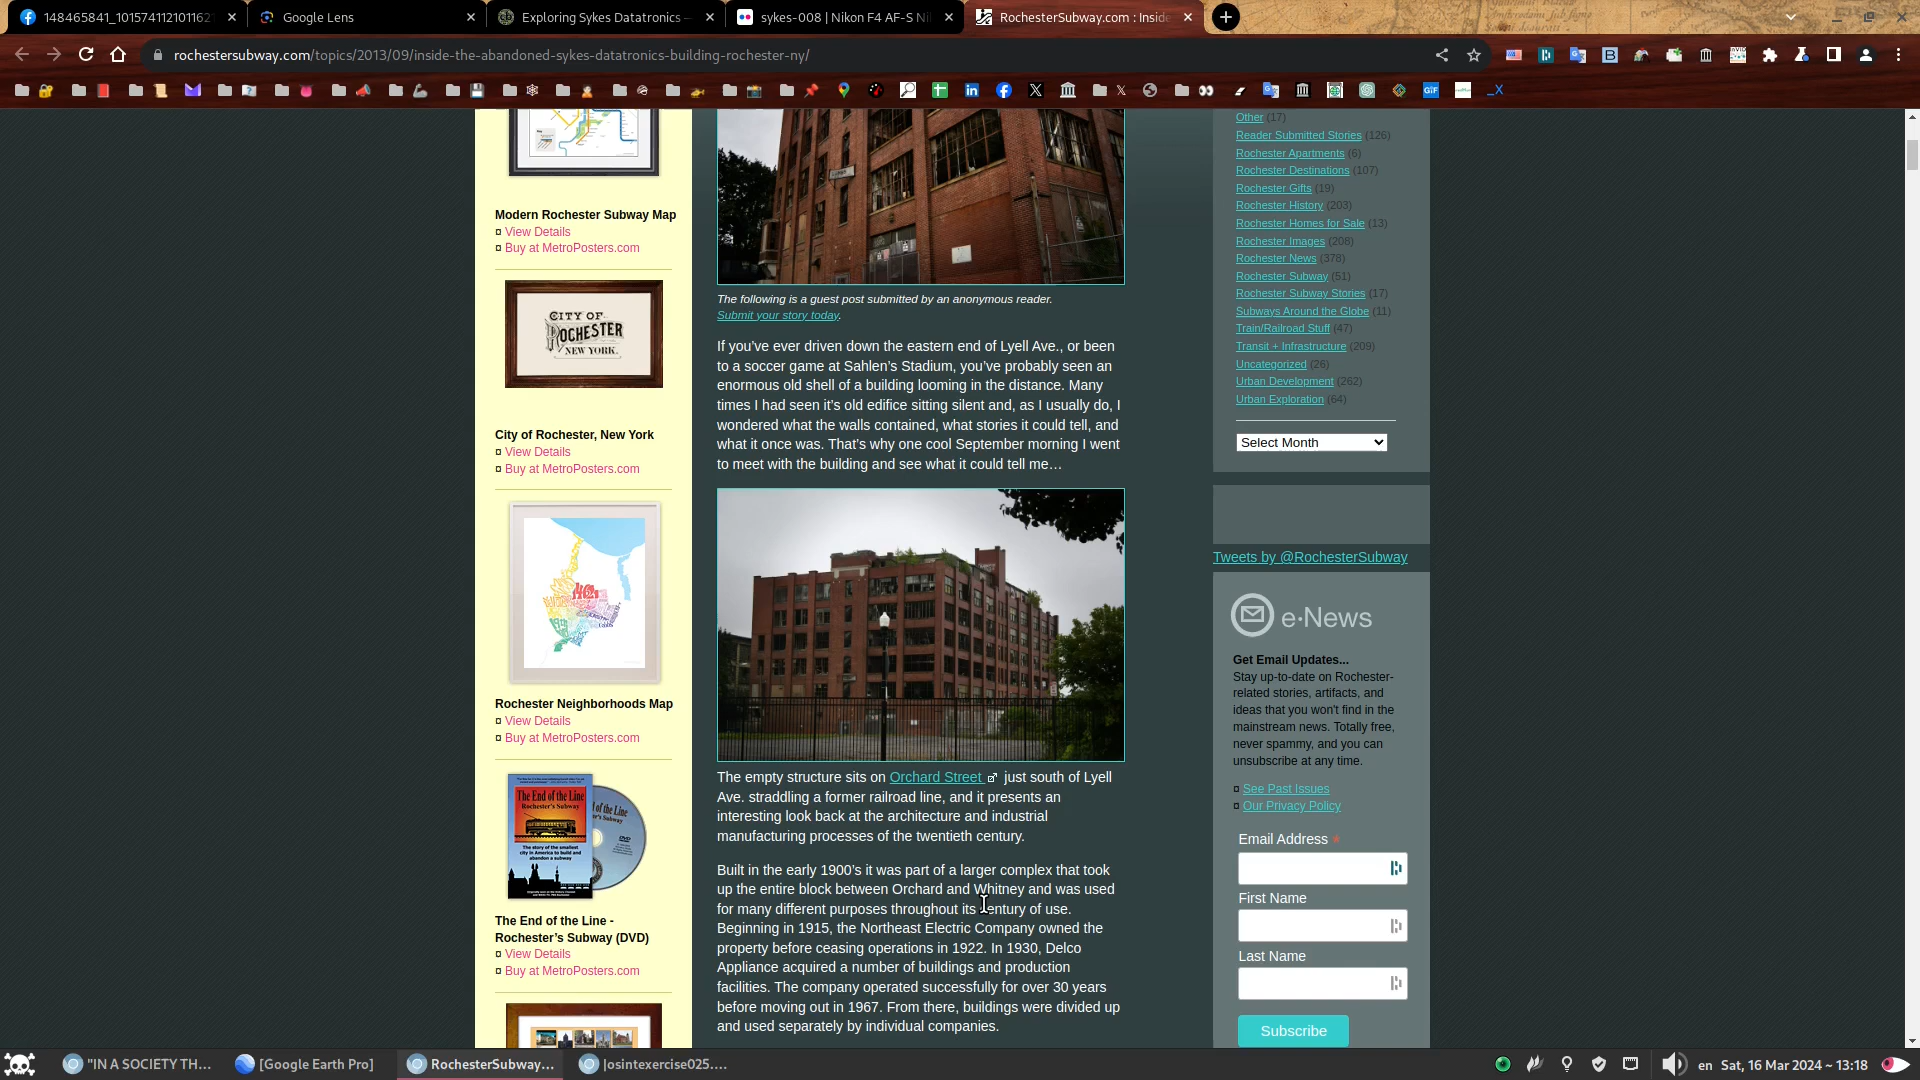 148465841_1015741121011621
Google Lens
Exploring Sykes Datatronics —
sykes-008 | Nikon F4 AF-S Ni
RochesterSubway.com : Inside
rochestersubway.com/topics/2013/09/inside-the-abandoned-sykes-datatronics-building-rochester-ny/
Modern Rochester Subway Map
¤ View Details
¤ Buy at MetroPosters.com
CITY OF
ROCHESTER
NEW YORK.
City of Rochester, New York
¤ View Details
¤ Buy at MetroPosters.com
Rochester Neighborhoods Map
¤ View Details
¤ Buy at MetroPosters.com
The End of the Line
Rochester's Subway
The story of the smallest
city in America to build and
abandon a subway
DVD
The End of the Line -
Rochester's Subway (DVD)
¤ View Details
¤ Buy at MetroPosters.com
The following is a guest post submitted by an anonymous reader.
Submit your story today.
If you've ever driven down the eastern end of Lyell Ave., or been
to a soccer game at Sahlen's Stadium, you've probably seen an
enormous old shell of a building looming in the distance. Many
times I had seen it's old edifice sitting silent and, as I usually do, I
wondered what the walls contained, what stories it could tell, and
what it once was. That's why one cool September morning I went
to meet with the building and see what it could tell me…
The empty structure sits on Orchard Street just south of Lyell
Ave. straddling a former railroad line, and it presents an
interesting look back at the architecture and industrial
manufacturing processes of the twentieth century.
Built in the early 1900's it was part of a larger complex that took
up the entire block between Orchard and Whitney and was used
for many different purposes throughout its century of use.
Beginning in 1915, the Northeast Electric Company owned the
property before ceasing operations in 1922. In 1930, Delco
Appliance acquired a number of buildings and production
facilities. The company operated successfully for over 30 years
before moving out in 1967. From there, buildings were divided up
and used separately by individual companies.
Other (17)
Reader Submitted Stories (126)
Rochester Apartments (6)
Rochester Destinations (107)
Rochester Gifts (19)
Rochester History (203)
Rochester Homes for Sale (13)
Rochester Images (208)
Rochester News (378)
Rochester Subway (51)
Rochester Subway Stories (17)
Subways Around the Globe (11)
Train/Railroad Stuff (47)
Transit + Infrastructure (209)
Uncategorized (26)
Urban Development (262)
Urban Exploration (64)
Select Month
Tweets by @RochesterSubway
e·News
Get Email Updates...
Stay up-to-date on Rochester-
related stories, artifacts, and
ideas that you won't find in the
mainstream news. Totally free,
never spammy, and you can
unsubscribe at any time.
¤ See Past Issues
¤ Our Privacy Policy
Email Address *
First Name
Last Name
Subscribe
"IN A SOCIETY TH...
[Google Earth Pro]
RochesterSubway...
|osintexercise025....
en Sat, 16 Mar 2024 ~ 13:18